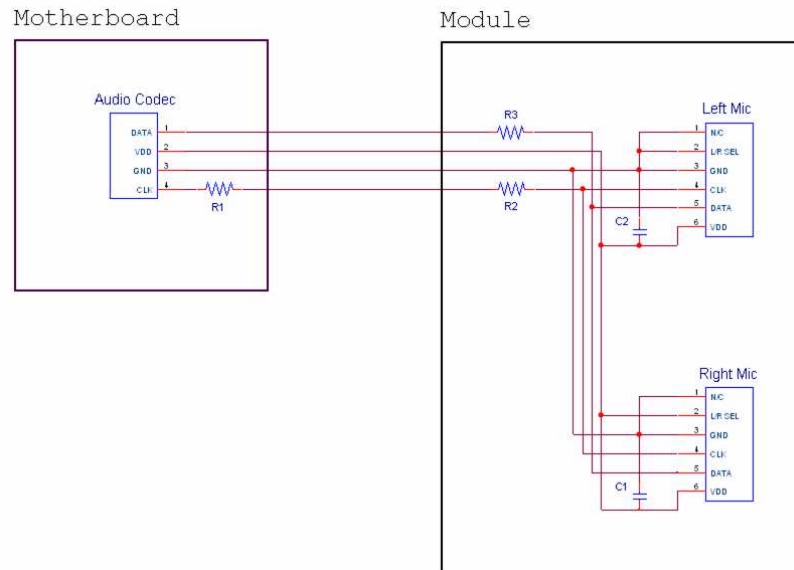 Motherboard
Module
Audio Codec
DATA 1
VDD 2
GND 3
CLK 4
R1
R3
R2
Left Mic
1 N/C
2 L/R SEL
3 GND
4 CLK
5 DATA
6 VDD
C2
Right Mic
1 N/C
2 L/R SEL
3 GND
4 CLK
5 DATA
6 VDD
C1